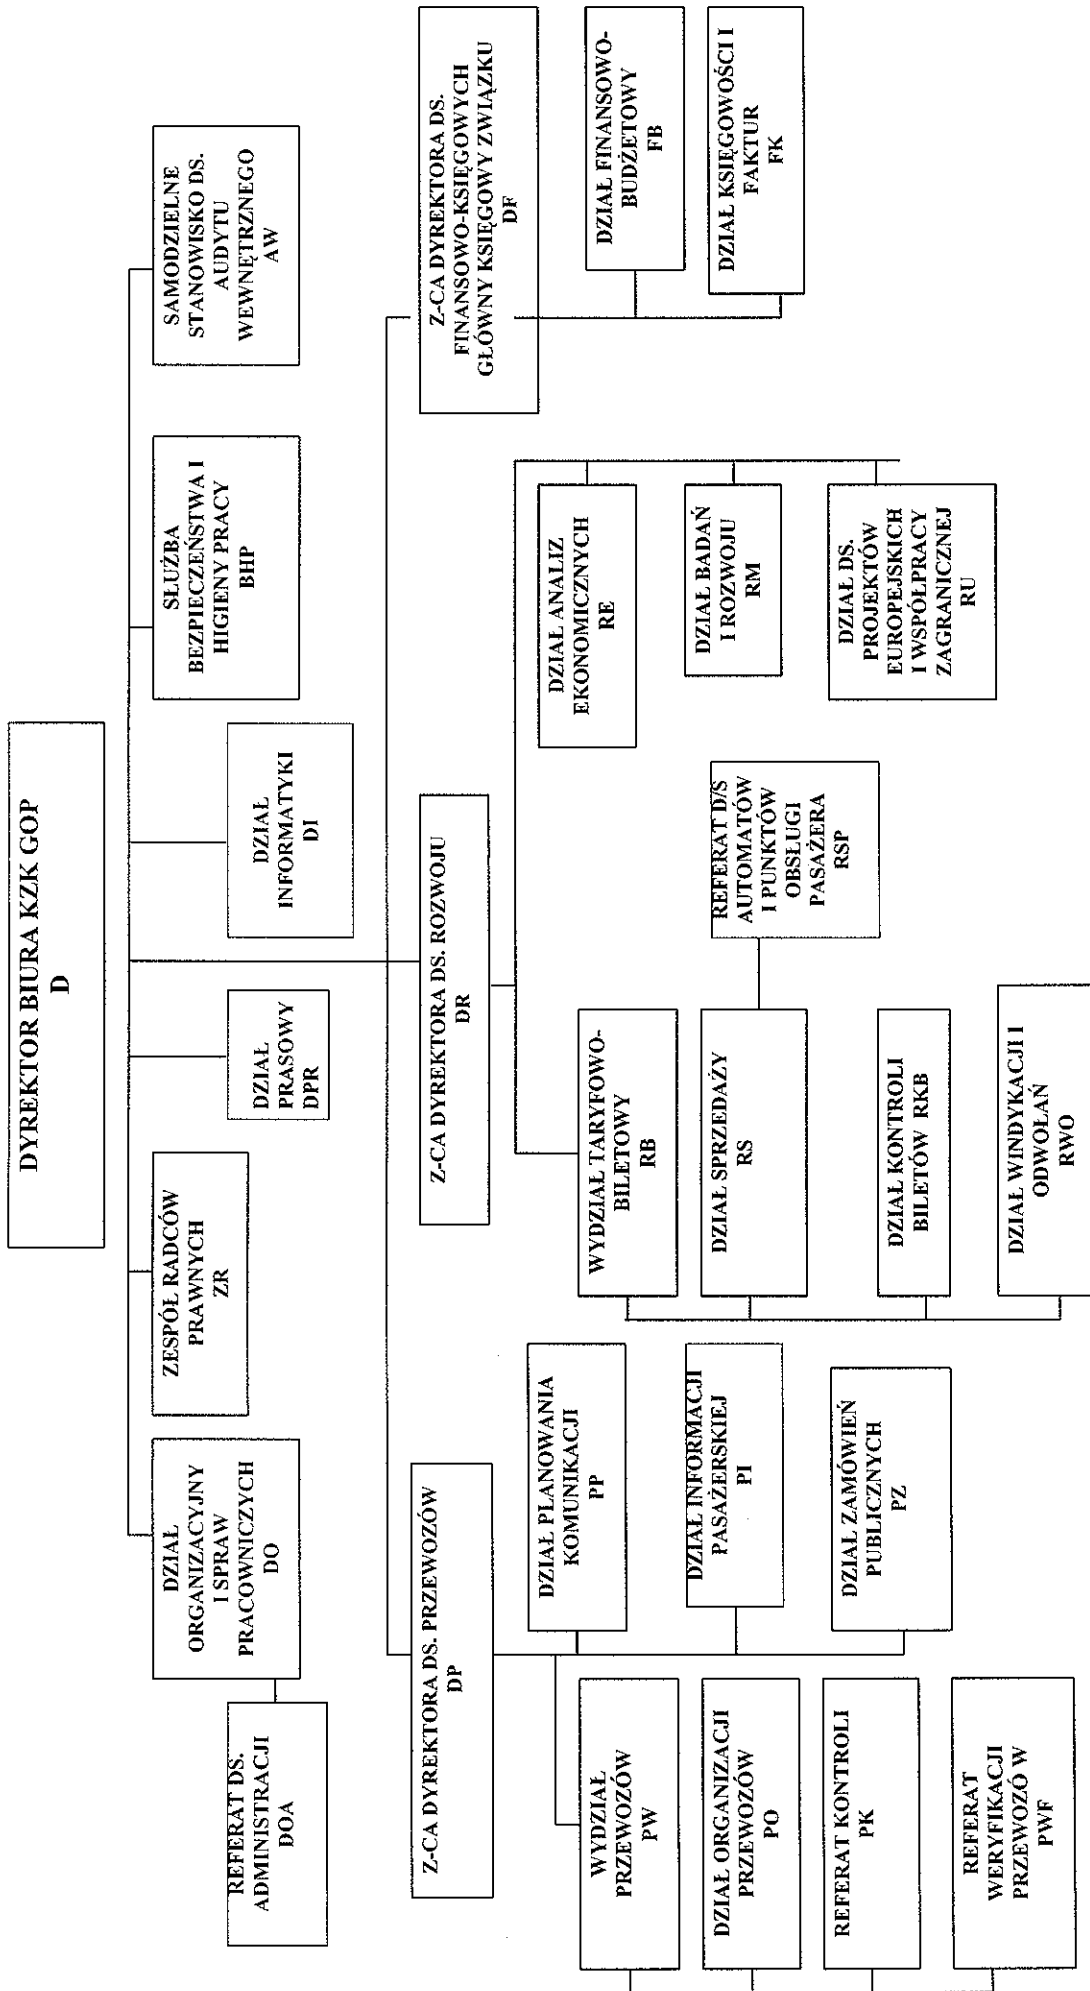 DYREKTOR BIURA KZK GOP
D
REFERAT DS.
ADMINISTRACJI
DOA
DZIAŁ
ORGANIZACYJNY
I SPRAW
PRACOWNICZYCH
DO
ZESPÓŁ RADCÓW
PRAWNYCH
ZR
DZIAŁ
PRASOWY
DPR
DZIAŁ
INFORMATYKI
DI
SŁUŻBA
BEZPIECZEŃSTWA I
HIGIENY PRACY
BHP
SAMODZIELNE
STANOWISKO DS.
AUDYTU
WEWNĘTRZNEGO
AW
Z-CA DYREKTORA DS. PRZEWOZÓW
DP
Z-CA DYREKTORA DS. ROZWOJU
DR
Z-CA DYREKTORA DS.
FINANSOWO-KSIĘGOWYCH
GŁÓWNY KSIĘGOWY ZWIĄZKU
DF
WYDZIAŁ
PRZEWOZÓW
PW
DZIAŁ ORGANIZACJI
PRZEWOZÓW
PO
REFERAT KONTROLI
PK
REFERAT
WERYFIKACJI
PRZEWOZÓ W
PWF
DZIAŁ PLANOWANIA
KOMUNIKACJI
PP
DZIAŁ INFORMACJI
PASAŻERSKIEJ
PI
DZIAŁ ZAMÓWIEŃ
PUBLICZNYCH
PZ
WYDZIAŁ TARYFOWO-
BILETOWY
RB
DZIAŁ SPRZEDAŻY
RS
DZIAŁ KONTROLI
BILETÓW RKB
DZIAŁ WINDYKACJI I
ODWOŁAŃ
RWO
REFERAT D/S
AUTOMATÓW
I PUNKTÓW
OBSŁUGI
PASAŻERA
RSP
DZIAŁ ANALIZ
EKONOMICZNYCH
RE
DZIAŁ BADAŃ
I ROZWOJU
RM
DZIAŁ DS.
PROJEKTÓW
EUROPEJSKICH
I WSPÓŁPRACY
ZAGRANICZNEJ
RU
DZIAŁ FINANSOWO-
BUDŻETOWY
FB
DZIAŁ KSIĘGOWOŚCI I
FAKTUR
FK